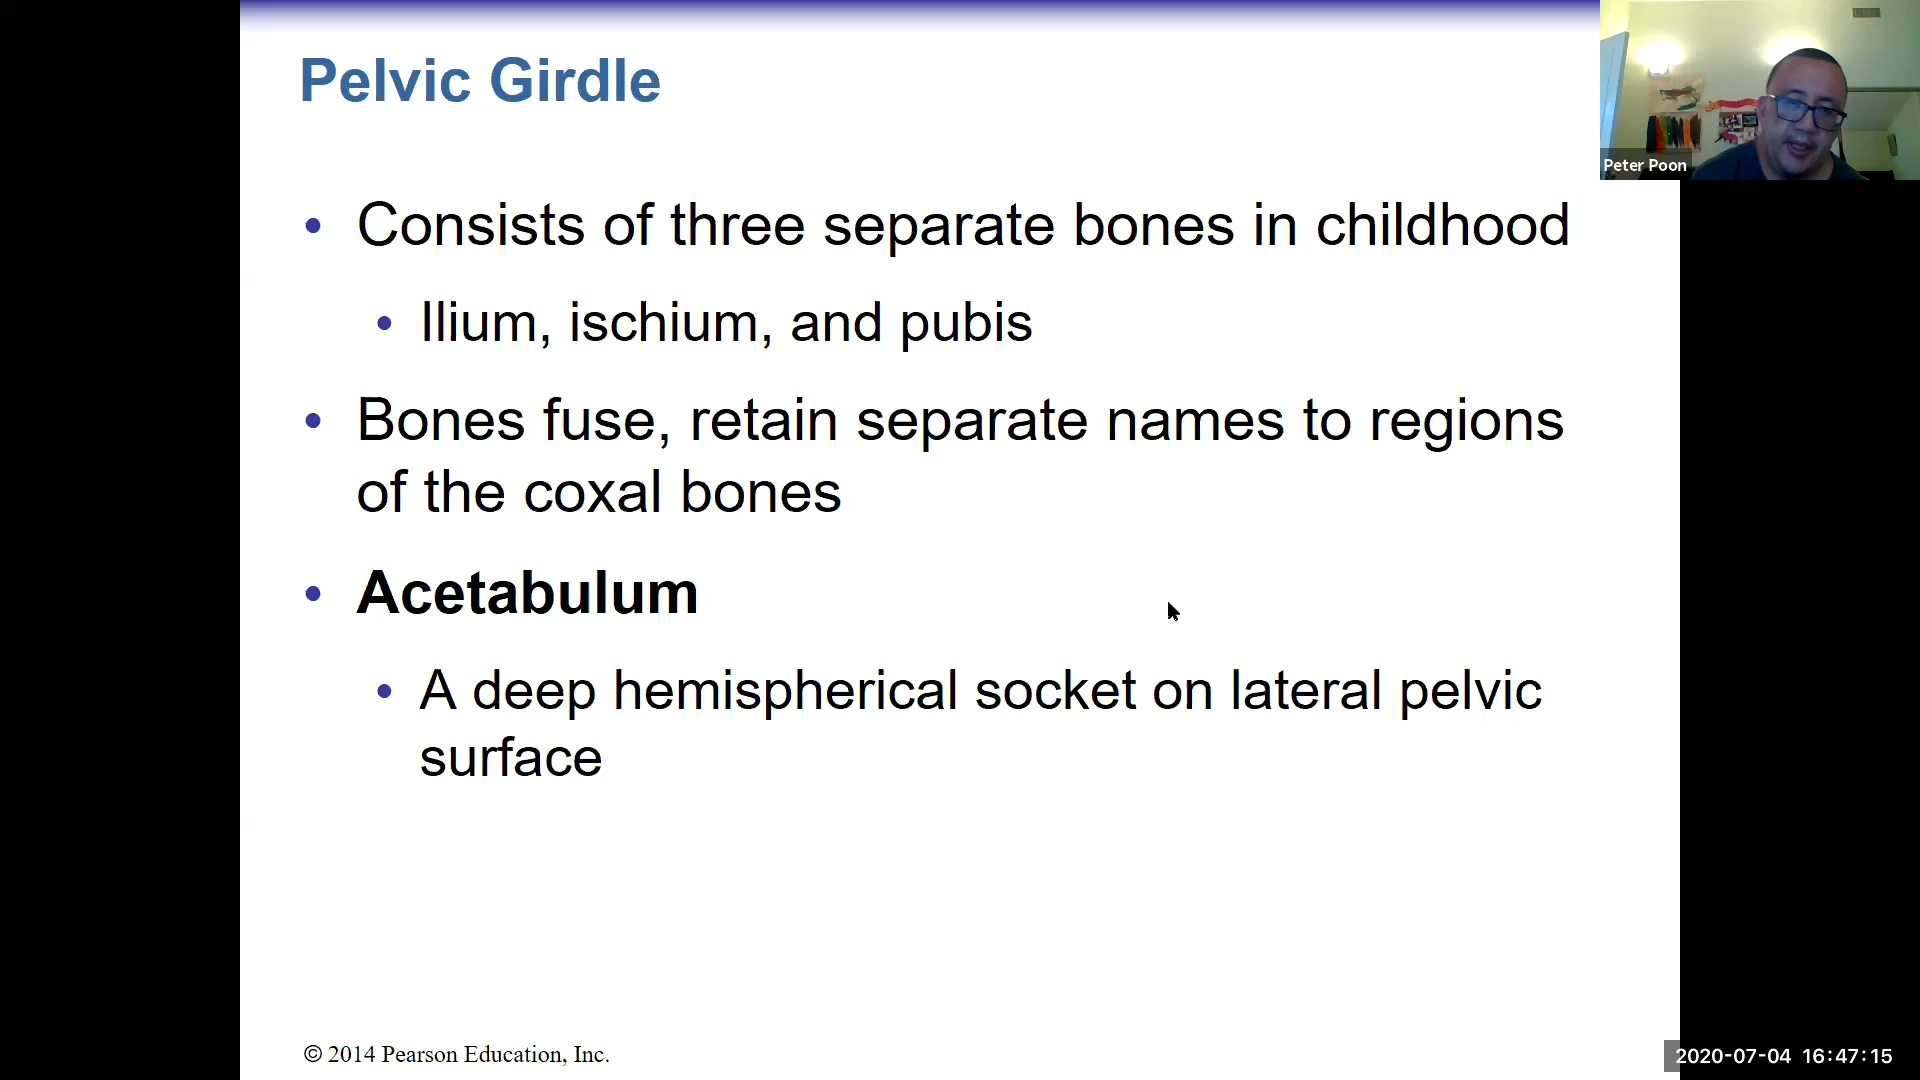 Pelvic Girdle
Peter Poon
• Consists of three separate bones in childhood
• Ilium, ischium, and pubis
• Bones fuse, retain separate names to regions
of the coxal bones
• Acetabulum
• A deep hemispherical socket on lateral pelvic
surface
© 2014 Pearson Education, Inc.
2020-07-04 16:47:15